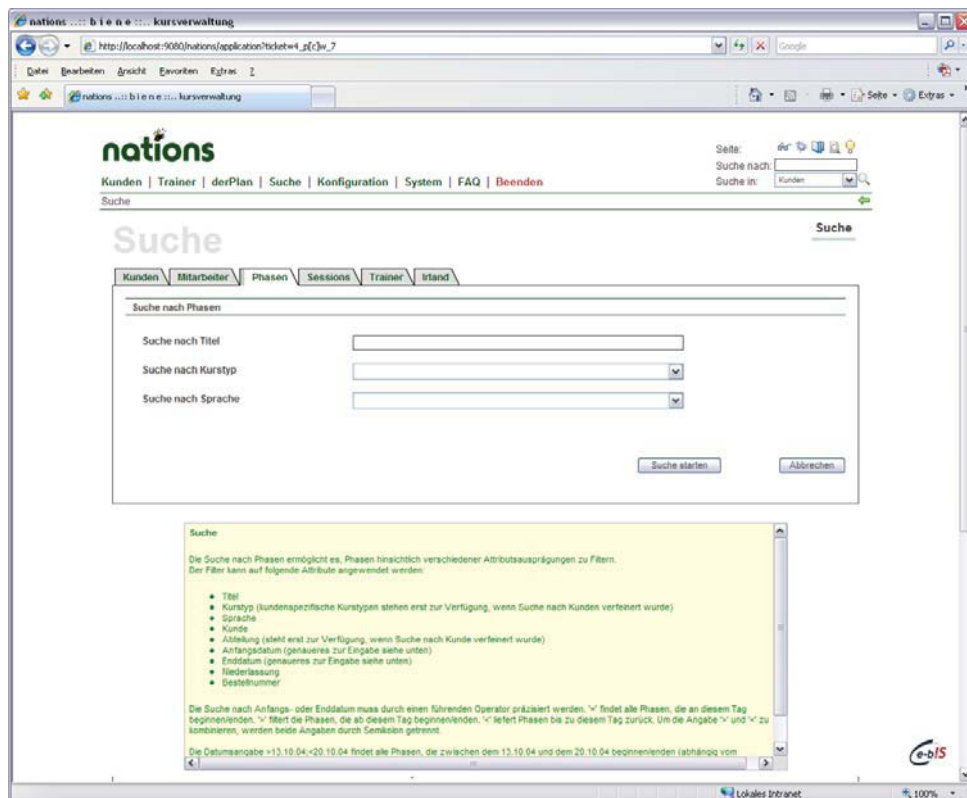 nations ..:: b i e n e ::.. kursverwaltung
http://localhost:9080/nations/application?ticket=4_p[c]w_7
Google
Datei Bearbeiten Ansicht Favoriten Extras ?
nations ..:: b i e n e ::.. kursverwaltung
Seite Extras
nations
Seite:
Suche nach:
Kunden | Trainer | derPlan | Suche | Konfiguration | System | FAQ | Beenden
Suche in: Kunden
Suche
Suche
Suche
Kunden Mitarbeiter Phasen Sessions Trainer Irland
Suche nach Phasen
Suche nach Titel
Suche nach Kurstyp
Suche nach Sprache
Suche starten Abbrechen
Suche
Die Suche nach Phasen ermöglicht es, Phasen hinsichtlich verschiedener Attributsausprägungen zu Filtern.
Der Filter kann auf folgende Attribute angewendet werden:
• Titel
• Kurstyp (kundenspezifische Kurstypen stehen erst zur Verfügung, wenn Suche nach Kunden verfeinert wurde)
• Sprache
• Kunde
• Abteilung (steht erst zur Verfügung, wenn Suche nach Kunde verfeinert wurde)
• Anfangsdatum (genaueres zur Eingabe siehe unten)
• Enddatum (genaueres zur Eingabe siehe unten)
• Niederlassung
• Bestellnummer
Die Suche nach Anfangs- oder Enddatum muss durch einen führenden Operator präzisiert werden. '=' findet alle Phasen, die an diesem Tag
beginnen/enden. '>' filtert die Phasen, die ab diesem Tag beginnen/enden. '<' liefert Phasen bis zu diesem Tag zurück. Um die Angabe '>' und '<' zu
kombinieren, werden beide Angaben durch Semikolon getrennt.
Die Datumsangabe >13.10.04;<20.10.04 findet alle Phasen, die zwischen dem 13.10.04 und dem 20.10.04 beginnen/enden (abhängig vom
e-bIS
Lokales Intranet 100%